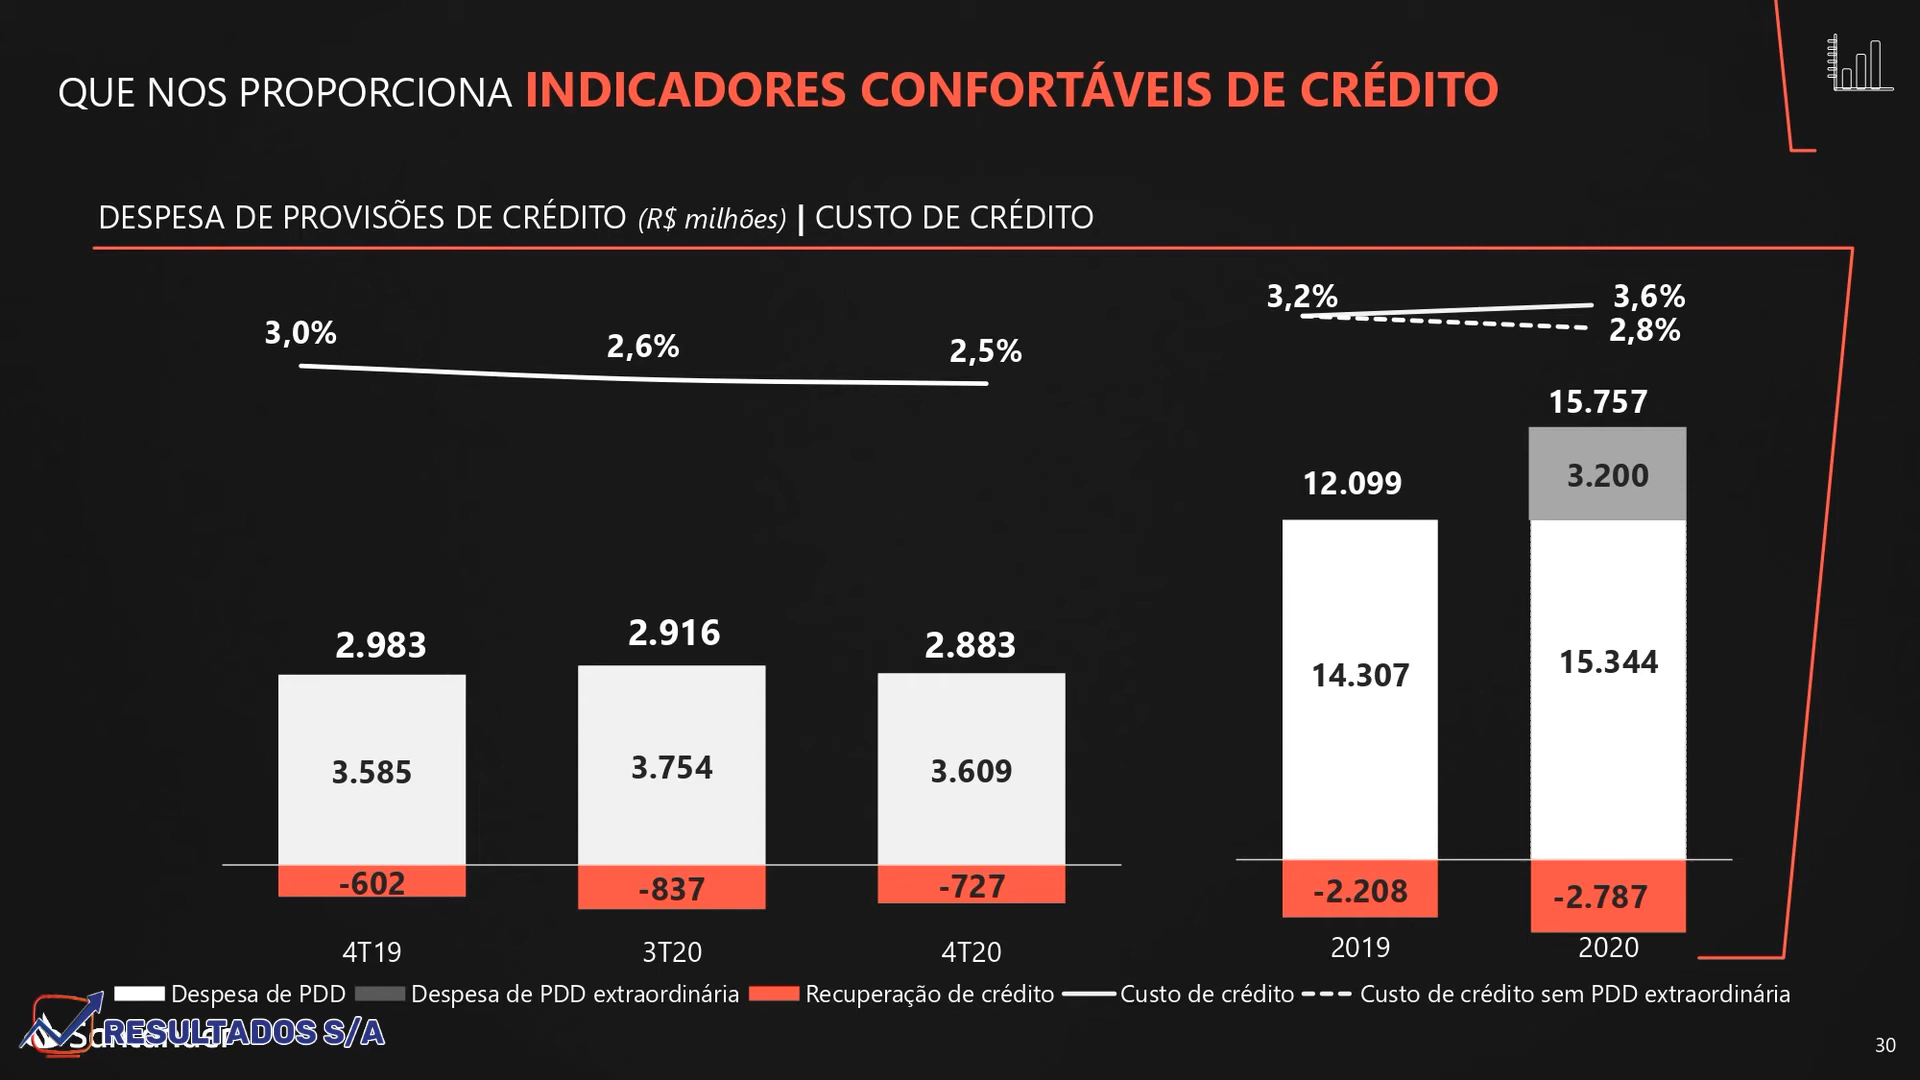 QUE NOS PROPORCIONA INDICADORES CONFORTÁVEIS DE CRÉDITO
DESPESA DE PROVISÕES DE CRÉDITO (R$ milhões) | CUSTO DE CRÉDITO
3,0%
2,6%
2,5%
3,2%
3,6%
2,8%
2.983
2.916
2.883
12.099
15.757
3.200
3.585
3.754
3.609
14.307
15.344
-602
-837
-727
-2.208
-2.787
4T19
3T20
4T20
2019
2020
Despesa de PDD
Despesa de PDD extraordinária
Recuperação de crédito
Custo de crédito
Custo de crédito sem PDD extraordinária
Santander
RESULTADOS S/A
30